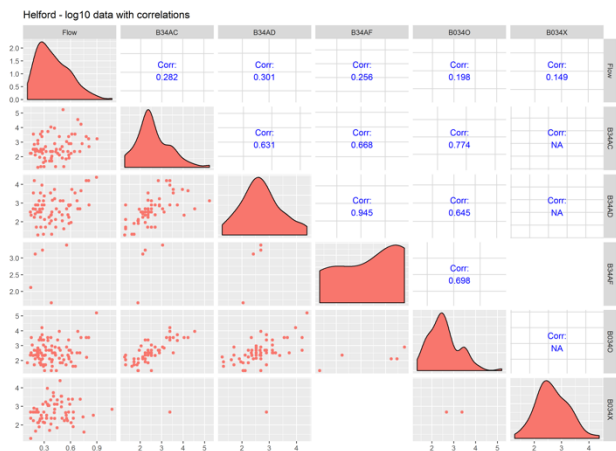 Helford - log10 data with correlations
Flow B34AC B34AD B34AF B034O B034X
2.0
1.5
1.0
0.5
0.0
Corr:
0.282
Corr:
0.301
Corr:
0.256
Corr:
0.198
Corr:
0.149
Flow
5
4
3
2
Corr:
0.631
Corr:
0.668
Corr:
0.774
Corr:
NA
B34AC
4
3
2
Corr:
0.945
Corr:
0.645
Corr:
NA
B34AD
3.0
2.5
2.0
Corr:
0.698
B34AF
5
4
3
2
Corr:
NA
B034O
4
3
2
B034X
0.3 0.6 0.9 2 3 4 5 2 3 4 2 3 4 5 2 3 4